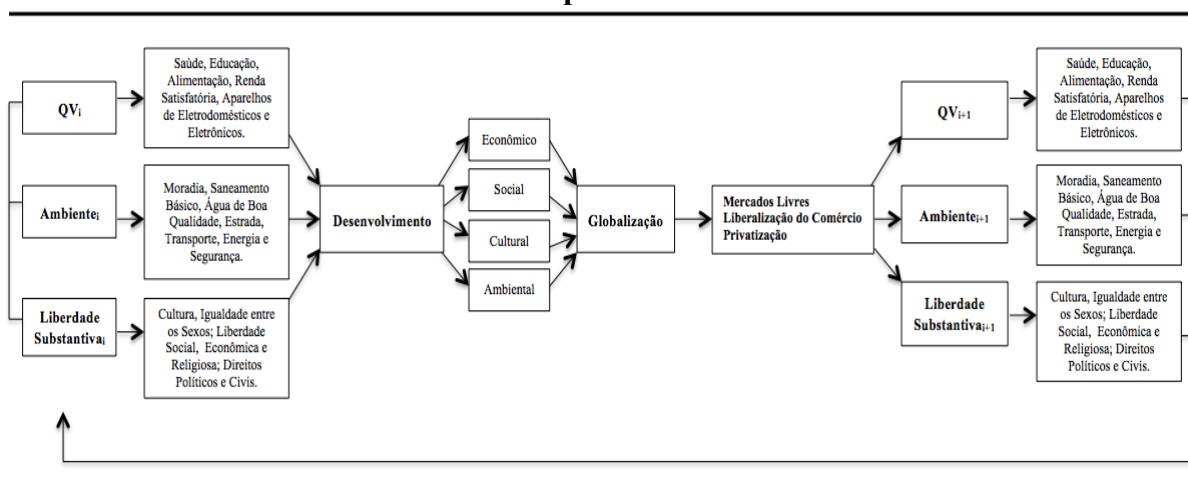 QVi
Saúde, Educação,
Alimentação, Renda
Satisfatória, Aparelhos
de Eletrodomésticos e
Eletrônicos.
Ambientei
Moradia, Saneamento
Básico, Água de Boa
Qualidade, Estrada,
Transporte, Energia e
Segurança.
Liberdade
Substantivai
Cultura, Igualdade entre
os Sexos; Liberdade
Social, Econômica e
Religiosa; Direitos
Políticos e Civis.
Desenvolvimento
Econômico
Social
Cultural
Ambiental
Globalização
Mercados Livres
Liberalização do Comércio
Privatização
QVi+1
Saúde, Educação,
Alimentação, Renda
Satisfatória, Aparelhos
de Eletrodomésticos e
Eletrônicos.
Ambientei+1
Moradia, Saneamento
Básico, Água de Boa
Qualidade, Estrada,
Transporte, Energia e
Segurança.
Liberdade
Substantivai+1
Cultura, Igualdade entre
os Sexos; Liberdade
Social, Econômica e
Religiosa; Direitos
Políticos e Civis.